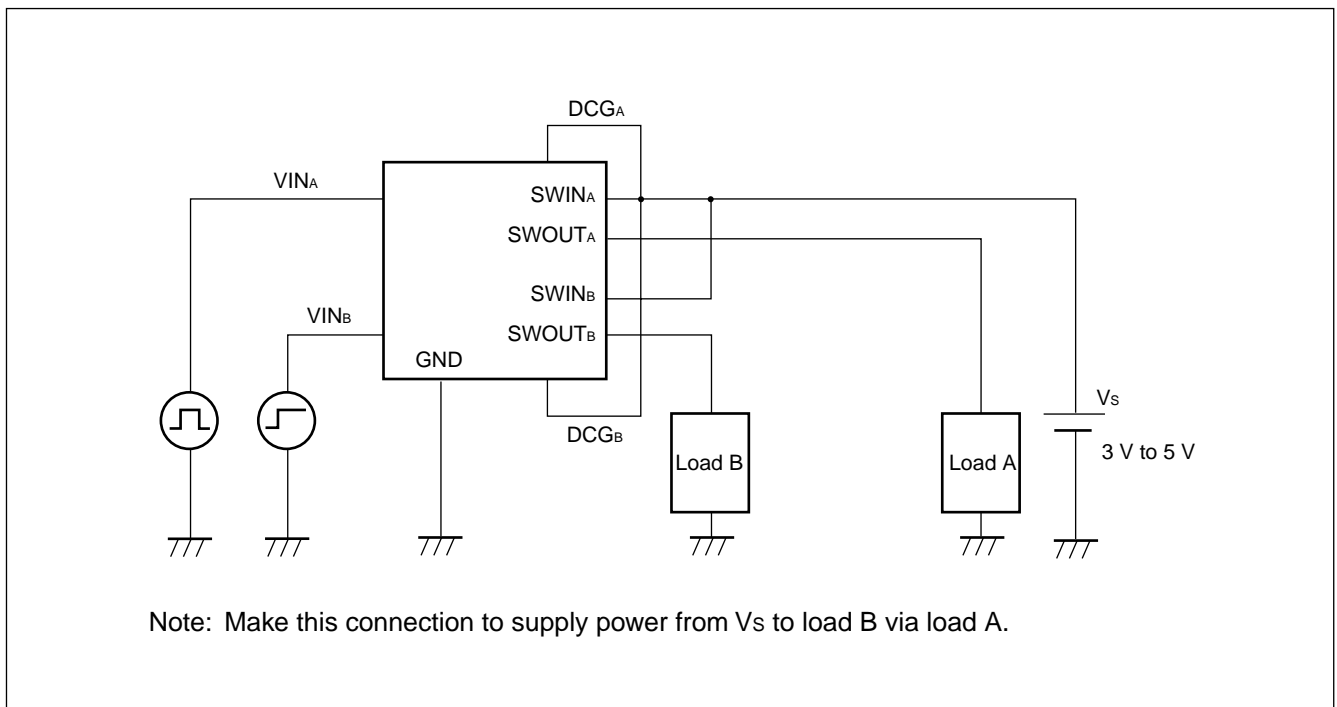 DCGA
VINA
SWINA
SWOUTA
SWINB
VINB
SWOUTB
GND
DCGB
VS
Load B
Load A
3 V to 5 V
Note: Make this connection to supply power from VS to load B via load A.